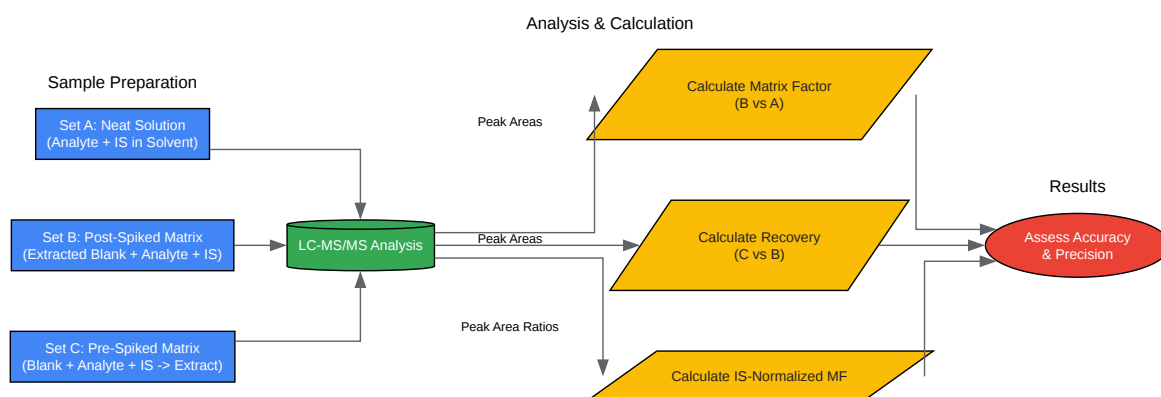 Analysis & Calculation
Sample Preparation
Set A: Neat Solution
(Analyte + IS in Solvent)
Set B: Post-Spiked Matrix
(Extracted Blank + Analyte + IS)
Set C: Pre-Spiked Matrix
(Blank + Analyte + IS -> Extract)
LC-MS/MS Analysis
Peak Areas
Peak Areas
Peak Area Ratios
Calculate Matrix Factor
(B vs A)
Calculate Recovery
(C vs B)
Calculate IS-Normalized MF
Results
Assess Accuracy
& Precision